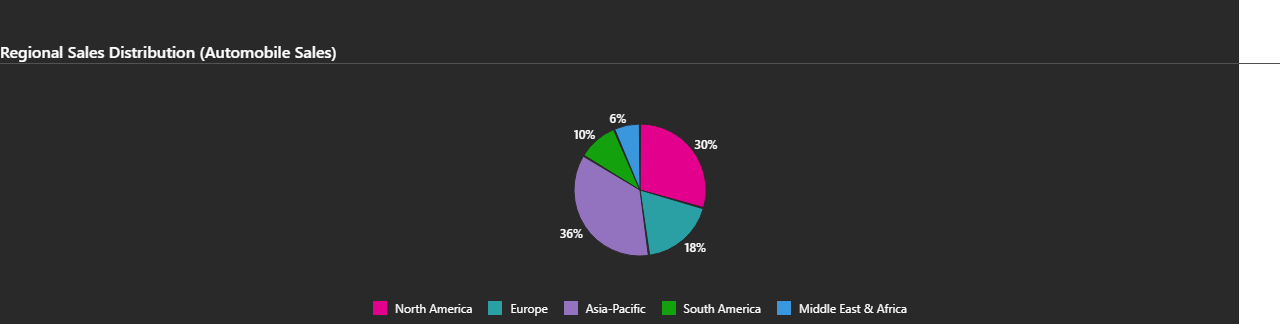 Regional Sales Distribution (Automobile Sales)
6%
10%
30%
36%
18%
North America Europe Asia-Pacific South America Middle East & Africa